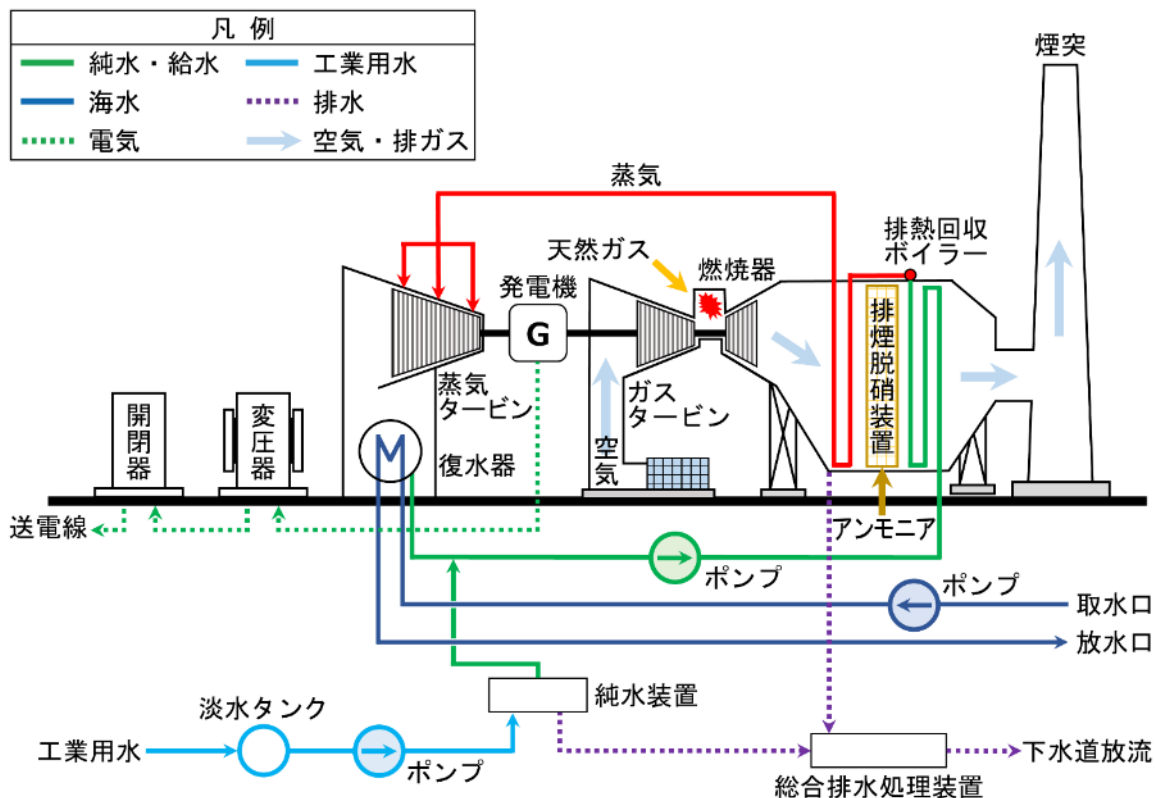 凡例
純水・給水
工業用水
海水
排水
電気
空気・排ガス
煙突
蒸気
天然ガス
燃焼器
排熱回収
ボイラー
発電機
G
排煙脱硝装置
蒸気
タービン
ガス
タービン
開閉器
変圧器
復水器
空気
送電線
アンモニア
ポンプ
ポンプ
取水口
放水口
純水装置
淡水タンク
工業用水
ポンプ
下水道放流
総合排水処理装置